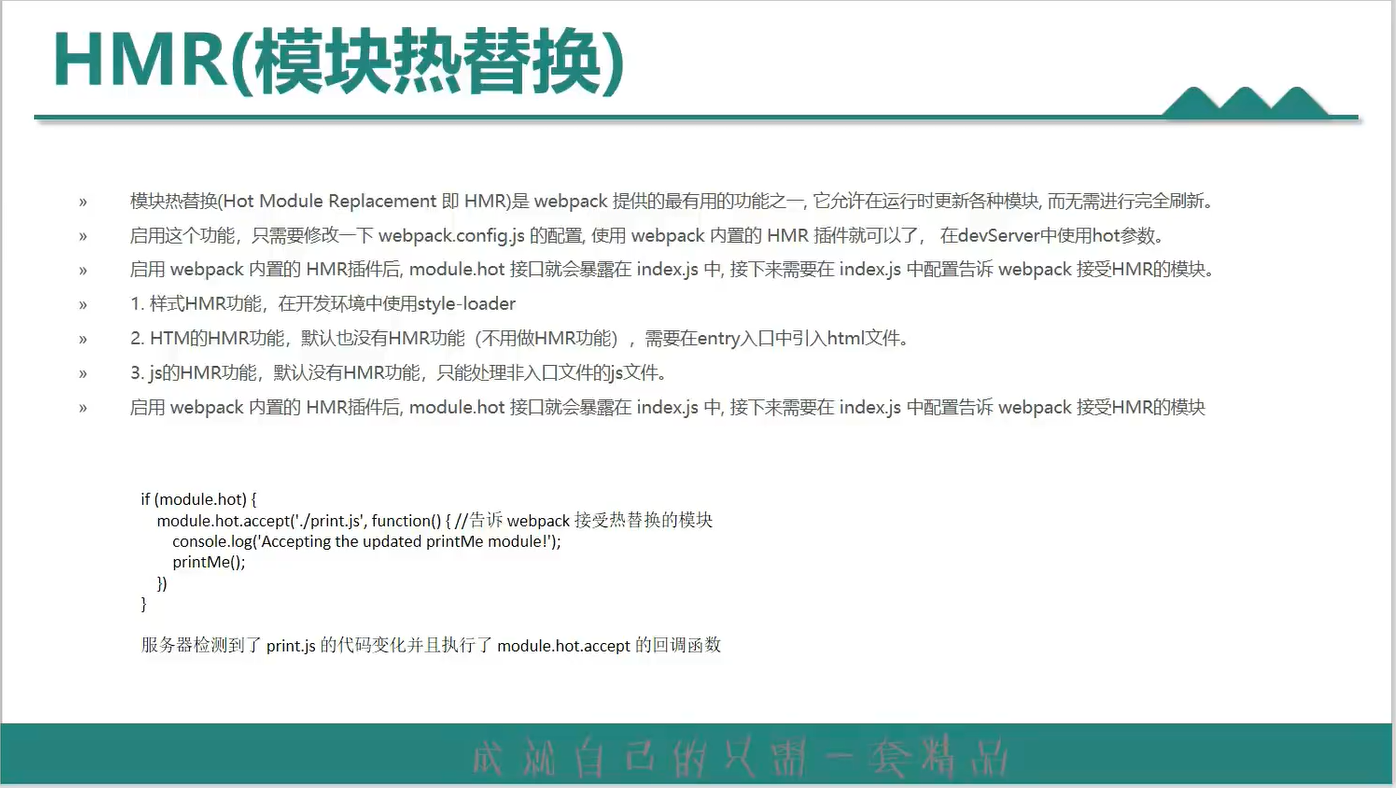 HMR(模块热替换)
» 模块热替换(Hot Module Replacement 即 HMR)是 webpack 提供的最有用的功能之一, 它允许在运行时更新各种模块, 而无需进行完全刷新。
» 启用这个功能，只需要修改一下 webpack.config.js 的配置, 使用 webpack 内置的 HMR 插件就可以了， 在devServer中使用hot参数。
» 启用 webpack 内置的 HMR插件后, module.hot 接口就会暴露在 index.js 中, 接下来需要在 index.js 中配置告诉 webpack 接受HMR的模块。
» 1. 样式HMR功能，在开发环境中使用style-loader
» 2. HTM的HMR功能，默认也没有HMR功能（不用做HMR功能），需要在entry入口中引入html文件。
» 3. js的HMR功能，默认没有HMR功能，只能处理非入口文件的js文件。
» 启用 webpack 内置的 HMR插件后, module.hot 接口就会暴露在 index.js 中, 接下来需要在 index.js 中配置告诉 webpack 接受HMR的模块
if (module.hot) {
module.hot.accept('./print.js', function() { //告诉 webpack 接受热替换的模块
console.log('Accepting the updated printMe module!');
printMe();
})
}
服务器检测到了 print.js 的代码变化并且执行了 module.hot.accept 的回调函数
成就自己的只需一套精品